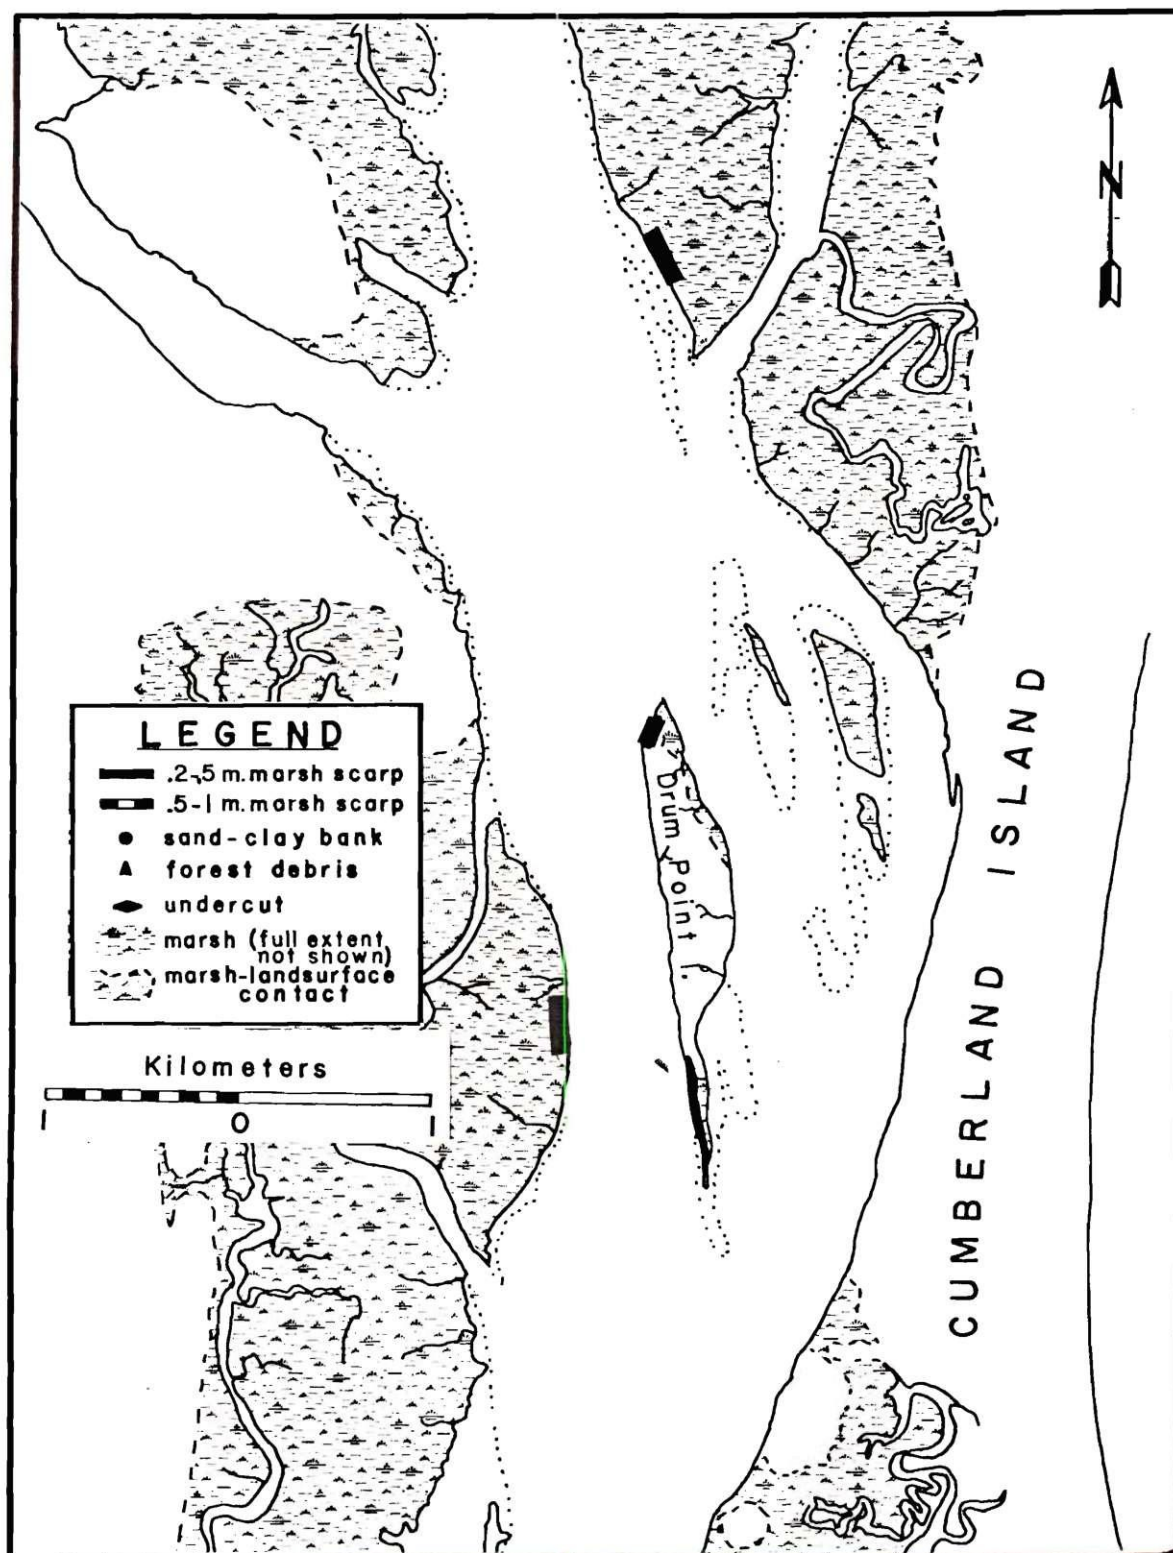 N
LEGEND
.2-.5 m. marsh scarp
.5-1 m. marsh scarp
sand-clay bank
forest debris
undercut
marsh (full extent
not shown)
marsh-landsurface
contact
Kilometers
1 0 1
Drum Point
CUMBERLAND ISLAND